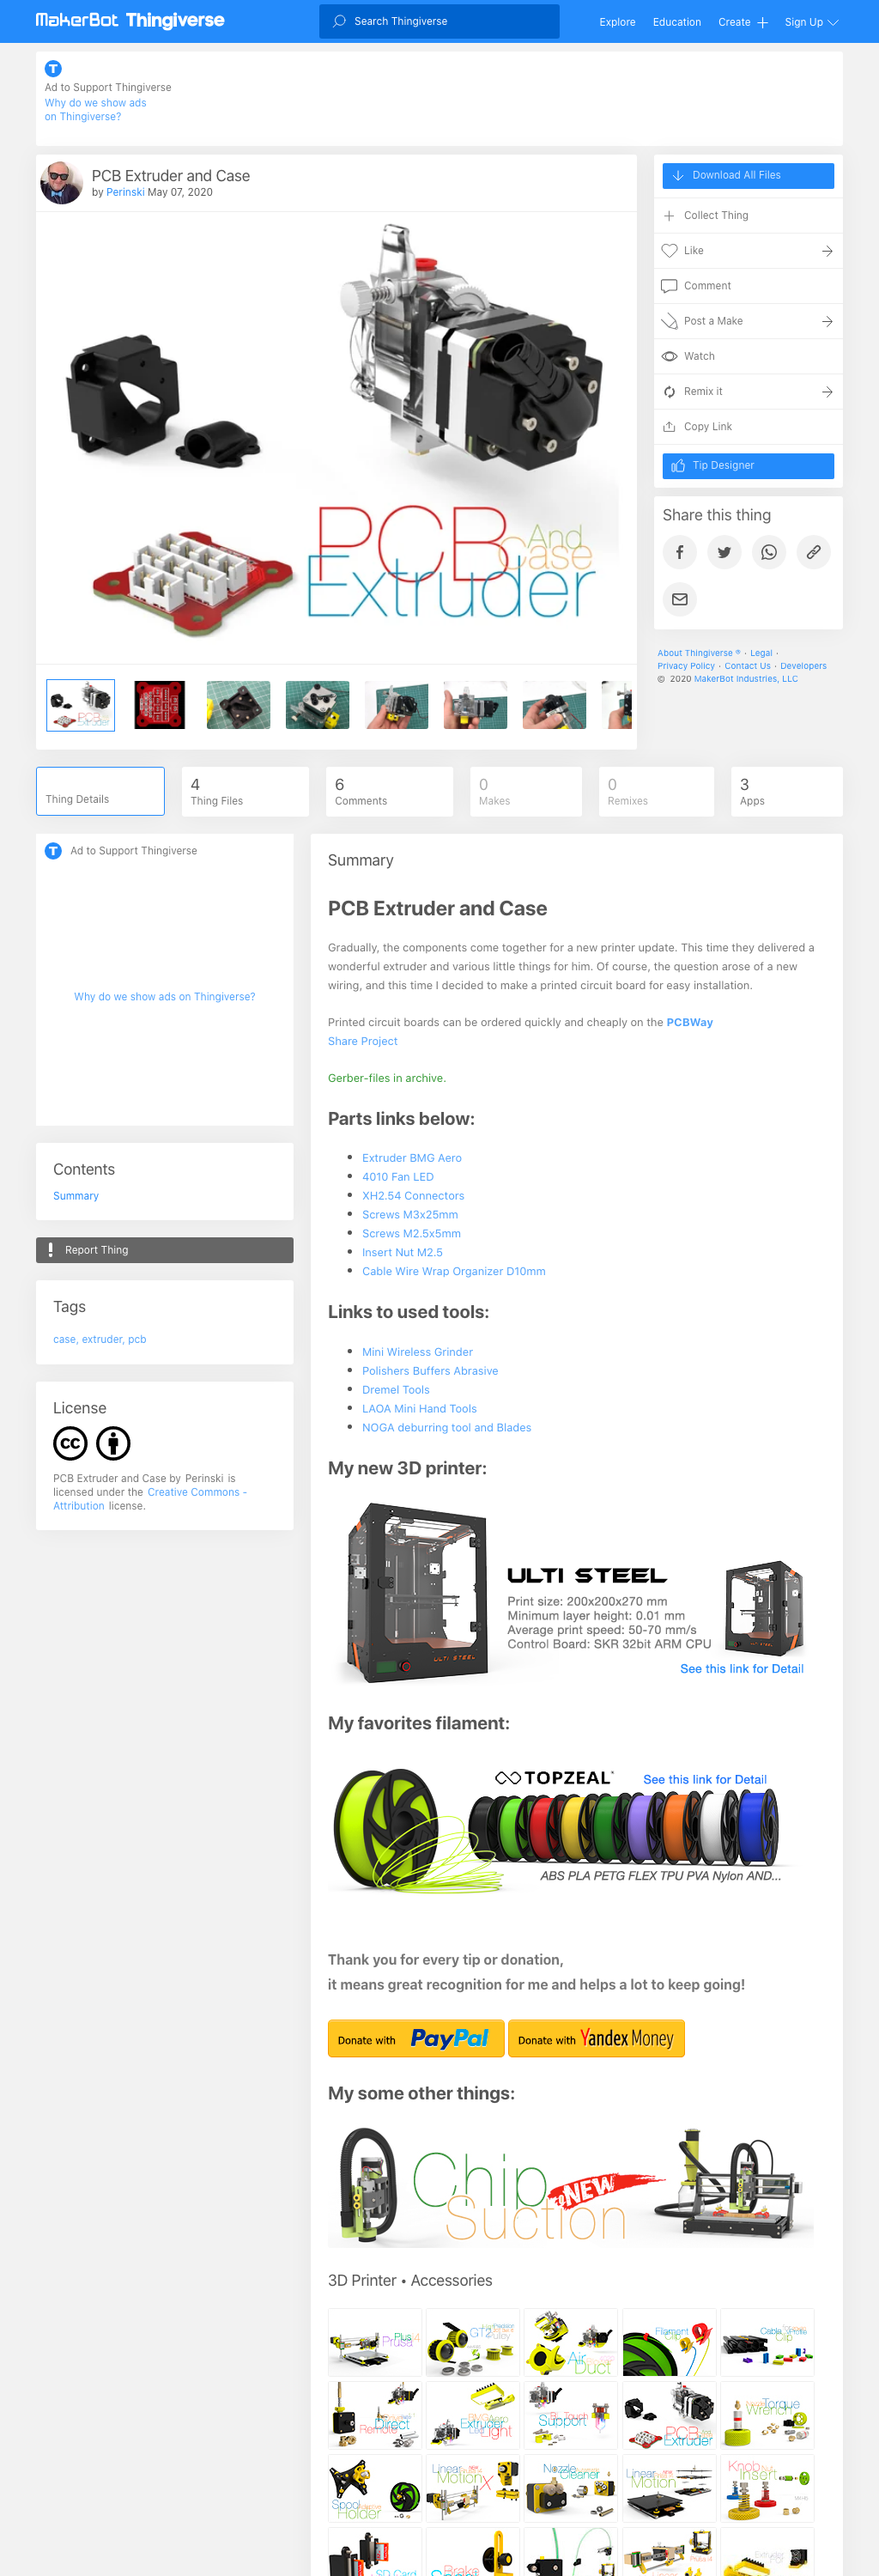 MakerBot Thingiverse
Search Thingiverse
Explore Education Create Sign Up
Ad to Support Thingiverse
Why do we show ads
on Thingiverse?
PCB Extruder and Case
by Perinski May 07, 2020
PCB
And
Case
Extruder
Download All Files
Collect Thing
Like
Comment
Post a Make
Watch
Remix it
Copy Link
Tip Designer
Share this thing
About Thingiverse ® · Legal ·
Privacy Policy · Contact Us · Developers
© 2020 MakerBot Industries, LLC
Thing Details
4
Thing Files
6
Comments
0
Makes
0
Remixes
3
Apps
Ad to Support Thingiverse
Why do we show ads on Thingiverse?
Contents
Summary
Report Thing
Tags
case, extruder, pcb
License
cc
PCB Extruder and Case by Perinski is
licensed under the Creative Commons -
Attribution license.
Summary
PCB Extruder and Case
Gradually, the components come together for a new printer update. This time they delivered a
wonderful extruder and various little things for him. Of course, the question arose of a new
wiring, and this time I decided to make a printed circuit board for easy installation.
Printed circuit boards can be ordered quickly and cheaply on the PCBWay
Share Project
Gerber-files in archive.
Parts links below:
Extruder BMG Aero
4010 Fan LED
XH2.54 Connectors
Screws M3x25mm
Screws M2.5x5mm
Insert Nut M2.5
Cable Wire Wrap Organizer D10mm
Links to used tools:
Mini Wireless Grinder
Polishers Buffers Abrasive
Dremel Tools
LAOA Mini Hand Tools
NOGA deburring tool and Blades
My new 3D printer:
ULTI STEEL
ULTI STEEL
Print size: 200x200x270 mm
Minimum layer height: 0.01 mm
Average print speed: 50-70 mm/s
Control Board: SKR 32bit ARM CPU
See this link for Detail
My favorites filament:
TOPZEAL
See this link for Detail
ABS PLA PETG FLEX TPU PVA Nylon AND...
Thank you for every tip or donation,
it means great recognition for me and helps a lot to keep going!
Donate with PayPal
Donate with Yandex Money
My some other things:
Chip
NEW
Suction
3D Printer • Accessories
Plus
Prusa
GT2
Air
Duct
Filament
Clip
Cable
Clip
Direct
Remote
Extruder
Light
Touch
Support
PCB
Extruder
Torque
Wrench
Spool
Holder
Linear
Motion
X
Nozzle
Cleaner
Linear
Motion
Knob
Insert
SD Card
Brake
Spool
Extruder